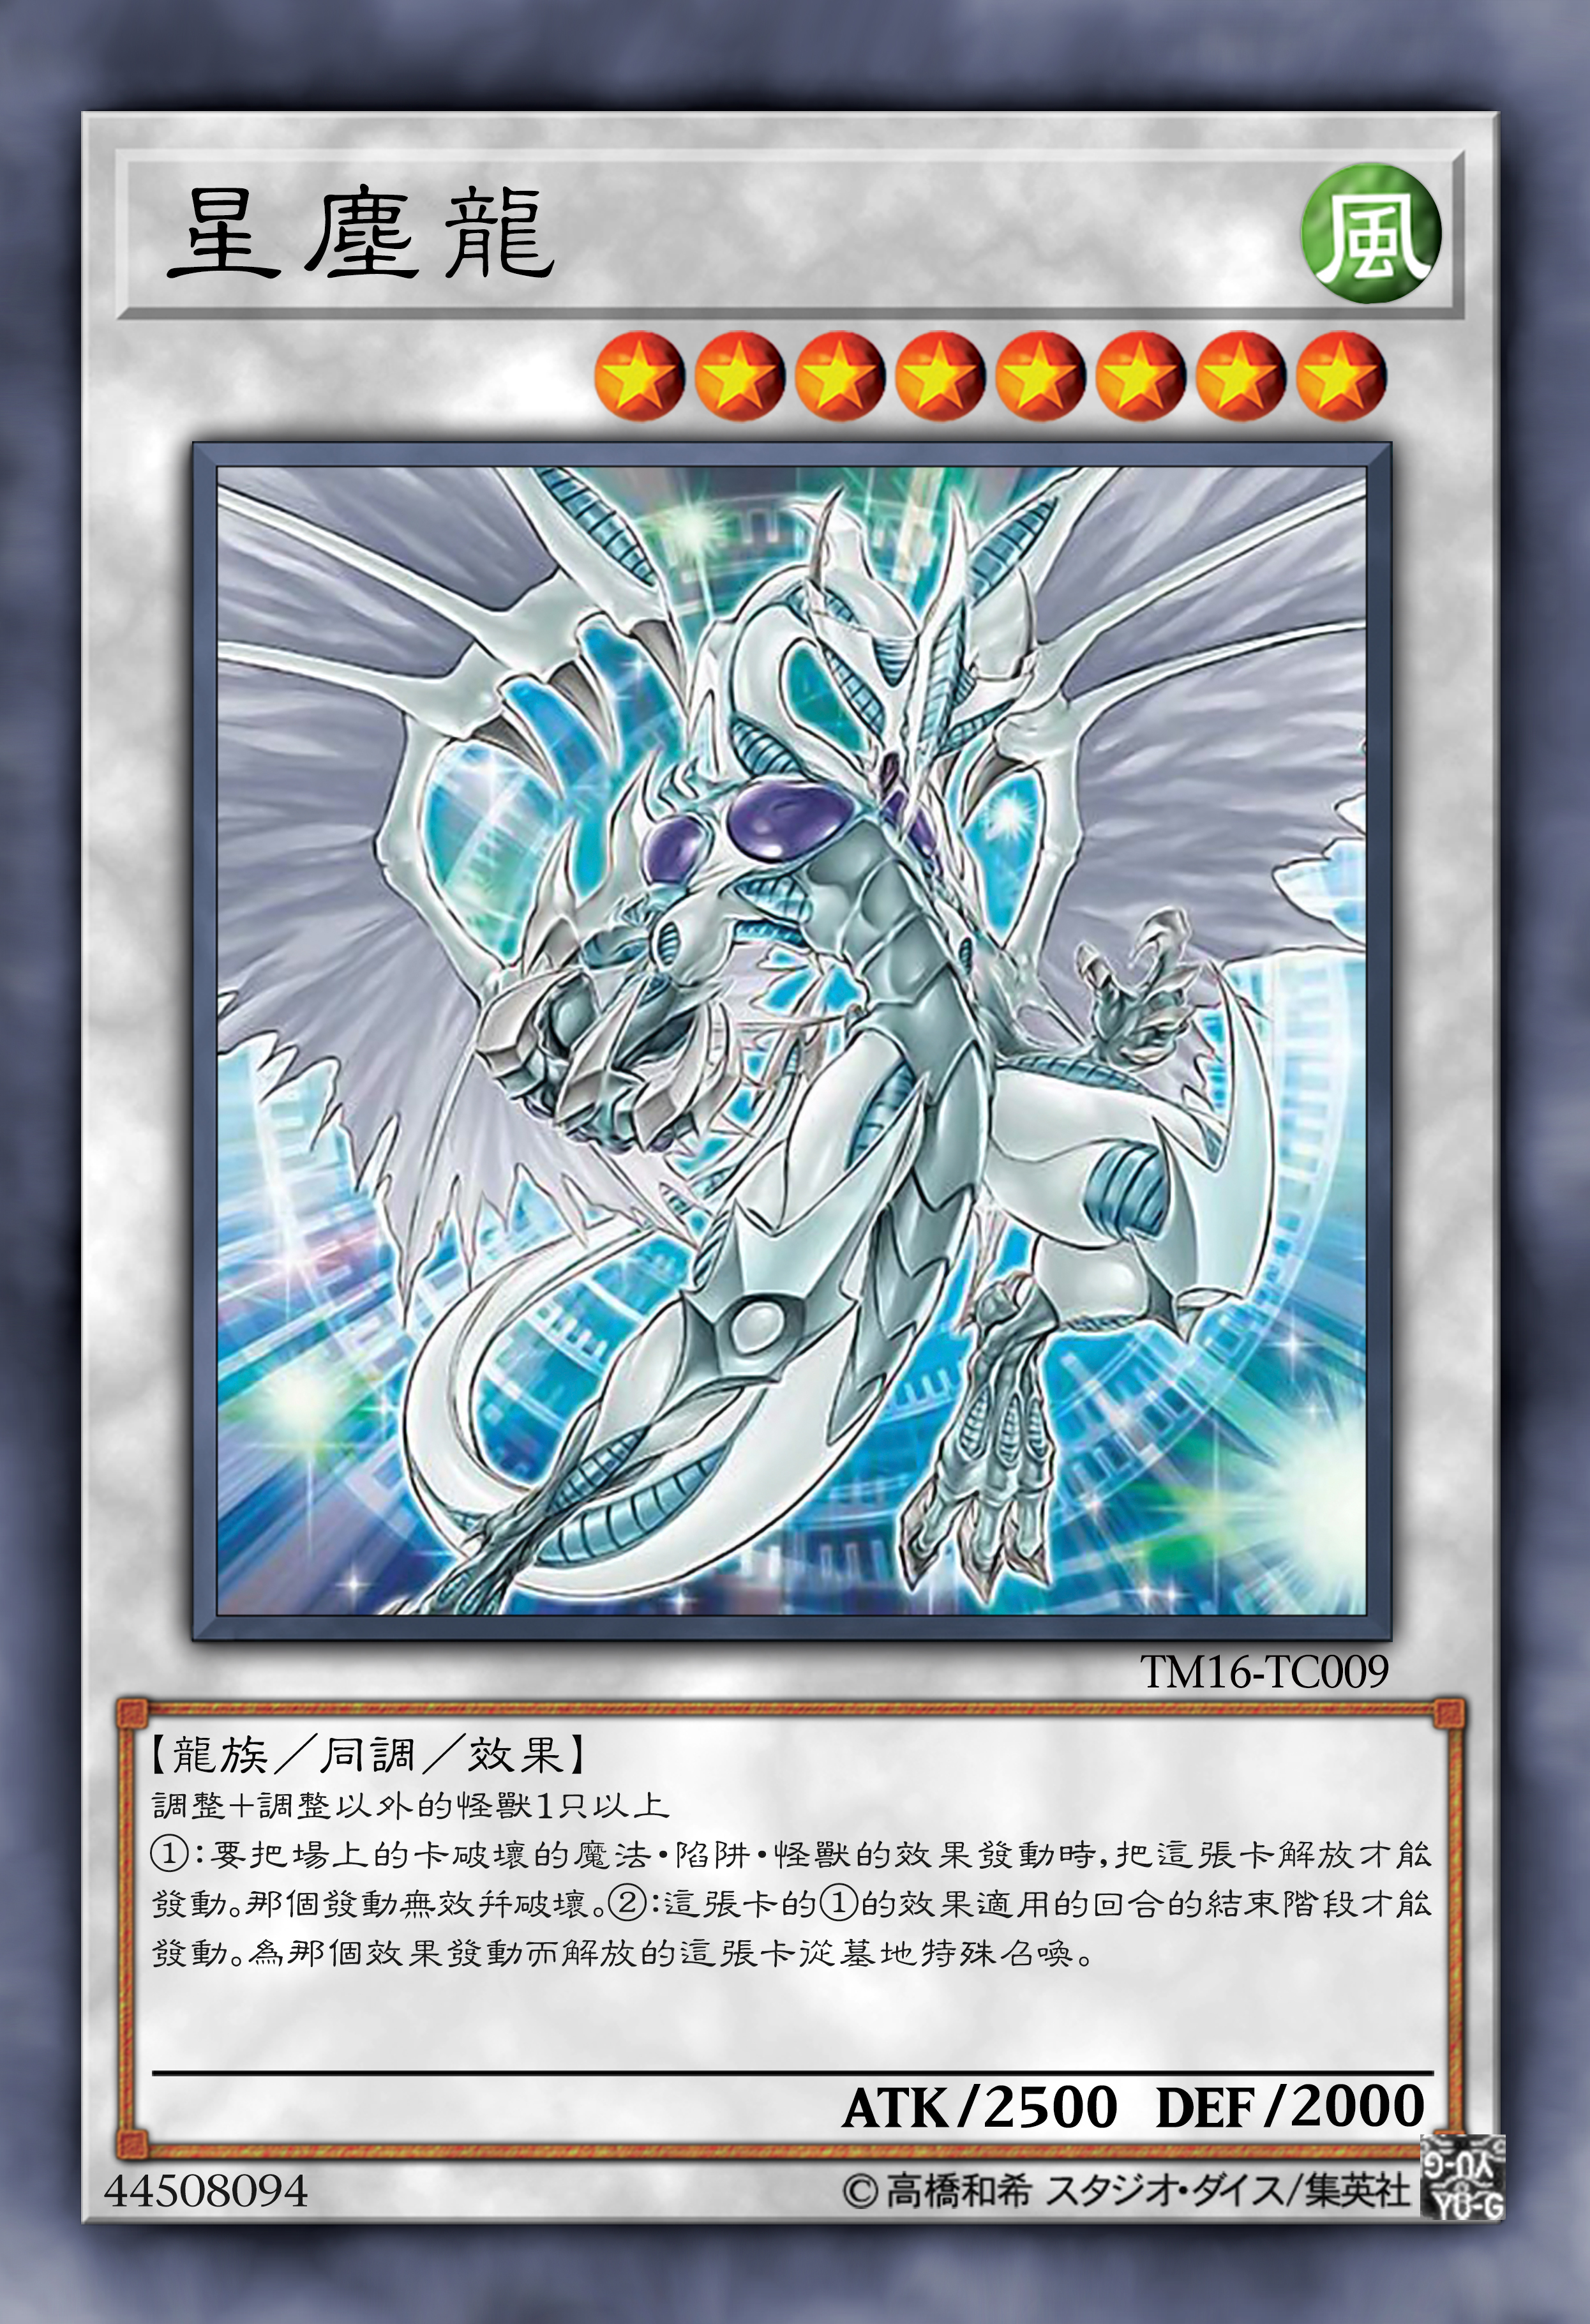 星塵龍
風
TM16-TC009
【龍族／同調／效果】
調整+調整以外的怪獸1只以上
①:要把場上的卡破壞的魔法·陷阱·怪獸的效果發動時,把這張卡解放才能
發動。那個發動無效并破壞。②:這張卡的①的效果適用的回合的結束階段才能
發動。為那個效果發動而解放的這張卡從墓地特殊召喚。
ATK/2500 DEF/2000
44508094
©高橋和希 スタジオ・ダイス/集英社
YU-G
YU-G